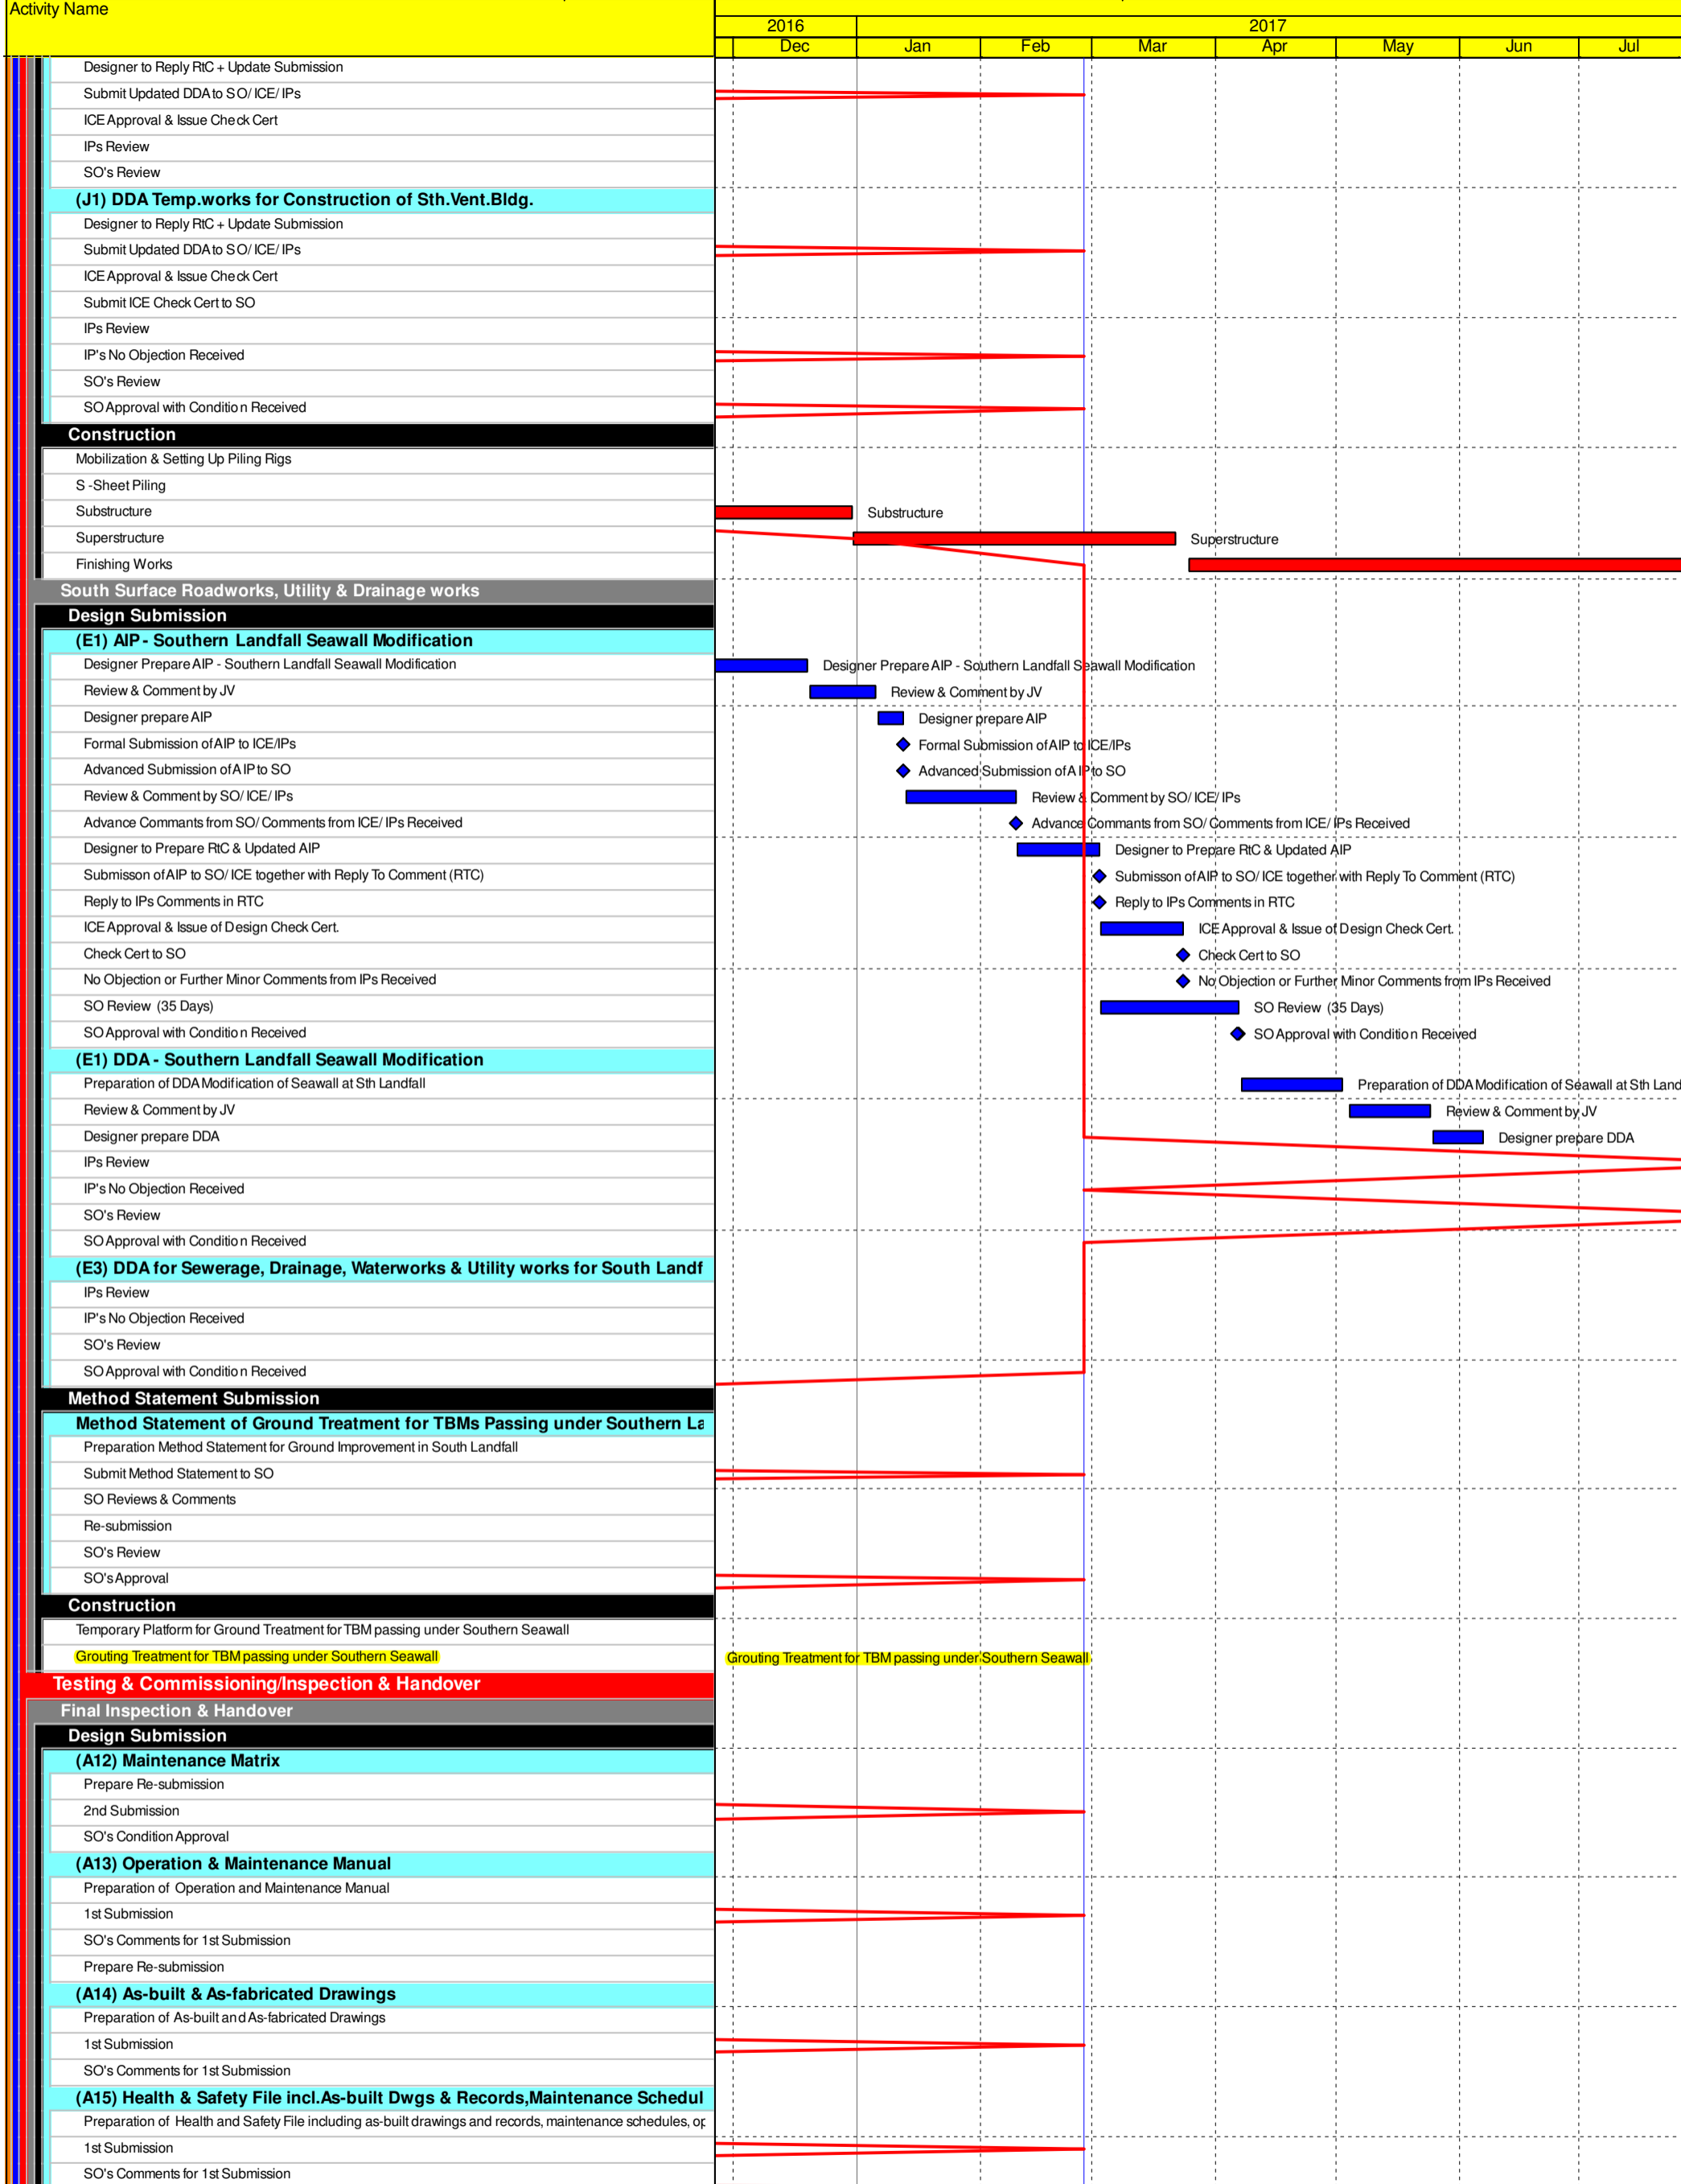 Activity Name
2016 2017
Dec Jan Feb Mar Apr May Jun Jul
Designer to Reply RtC + Update Submission
Submit Updated DDA to SO/ ICE/ IPs
ICE Approval & Issue Check Cert
IPs Review
SO's Review
(J1) DDA Temp.works for Construction of Sth.Vent.Bldg.
Designer to Reply RtC + Update Submission
Submit Updated DDA to SO/ ICE/ IPs
ICE Approval & Issue Check Cert
Submit ICE Check Cert to SO
IPs Review
IP's No Objection Received
SO's Review
SO Approval with Condition Received
Construction
Mobilization & Setting Up Piling Rigs
S -Sheet Piling
Substructure Substructure
Superstructure Superstructure
Finishing Works
South Surface Roadworks, Utility & Drainage works
Design Submission
(E1) AIP - Southern Landfall Seawall Modification
Designer Prepare AIP - Southern Landfall Seawall Modification Designer Prepare AIP - Southern Landfall Seawall Modification
Review & Comment by JV Review & Comment by JV
Designer prepare AIP Designer prepare AIP
Formal Submission of AIP to ICE/IPs Formal Submission of AIP to ICE/IPs
Advanced Submission of AIP to SO Advanced Submission of AIP to SO
Review & Comment by SO/ ICE/ IPs Review & Comment by SO/ ICE/ IPs
Advance Commants from SO/ Comments from ICE/ IPs Received Advance Commants from SO/ Comments from ICE/ IPs Received
Designer to Prepare RtC & Updated AIP Designer to Prepare RtC & Updated AIP
Submisson of AIP to SO/ ICE together with Reply To Comment (RTC) Submisson of AIP to SO/ ICE together with Reply To Comment (RTC)
Reply to IPs Comments in RTC Reply to IPs Comments in RTC
ICE Approval & Issue of Design Check Cert. ICE Approval & Issue of Design Check Cert.
Check Cert to SO Check Cert to SO
No Objection or Further Minor Comments from IPs Received No Objection or Further Minor Comments from IPs Received
SO Review (35 Days) SO Review (35 Days)
SO Approval with Condition Received SO Approval with Condition Received
(E1) DDA - Southern Landfall Seawall Modification
Preparation of DDA Modification of Seawall at Sth Landfall Preparation of DDA Modification of Seawall at Sth Land
Review & Comment by JV Review & Comment by JV
Designer prepare DDA Designer prepare DDA
IPs Review
IP's No Objection Received
SO's Review
SO Approval with Condition Received
(E3) DDA for Sewerage, Drainage, Waterworks & Utility works for South Landf
IPs Review
IP's No Objection Received
SO's Review
SO Approval with Condition Received
Method Statement Submission
Method Statement of Ground Treatment for TBMs Passing under Southern La
Preparation Method Statement for Ground Improvement in South Landfall
Submit Method Statement to SO
SO Reviews & Comments
Re-submission
SO's Review
SO's Approval
Construction
Temporary Platform for Ground Treatment for TBM passing under Southern Seawall
Grouting Treatment for TBM passing under Southern Seawall Grouting Treatment for TBM passing under Southern Seawall
Testing & Commissioning/Inspection & Handover
Final Inspection & Handover
Design Submission
(A12) Maintenance Matrix
Prepare Re-submission
2nd Submission
SO's Condition Approval
(A13) Operation & Maintenance Manual
Preparation of Operation and Maintenance Manual
1st Submission
SO's Comments for 1st Submission
Prepare Re-submission
(A14) As-built & As-fabricated Drawings
Preparation of As-built and As-fabricated Drawings
1st Submission
SO's Comments for 1st Submission
(A15) Health & Safety File incl.As-built Dwgs & Records,Maintenance Schedul
Preparation of Health and Safety File including as-built drawings and records, maintenance schedules, op
1st Submission
SO's Comments for 1st Submission